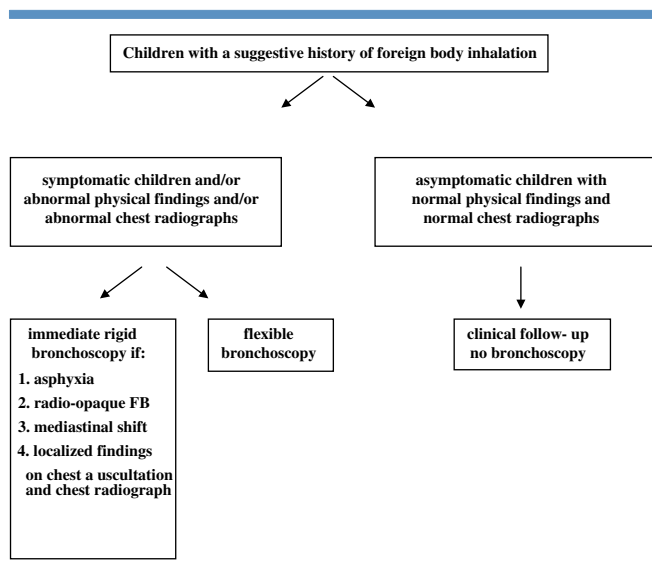 Children with a suggestive history of foreign body inhalation
symptomatic children and/or
abnormal physical findings and/or
abnormal chest radiographs
asymptomatic children with
normal physical findings and
normal chest radiographs
immediate rigid
bronchoscopy if:
1. asphyxia
2. radio-opaque FB
3. mediastinal shift
4. localized findings
on chest a uscultation
and chest radiograph
flexible
bronchoscopy
clinical follow- up
no bronchoscopy